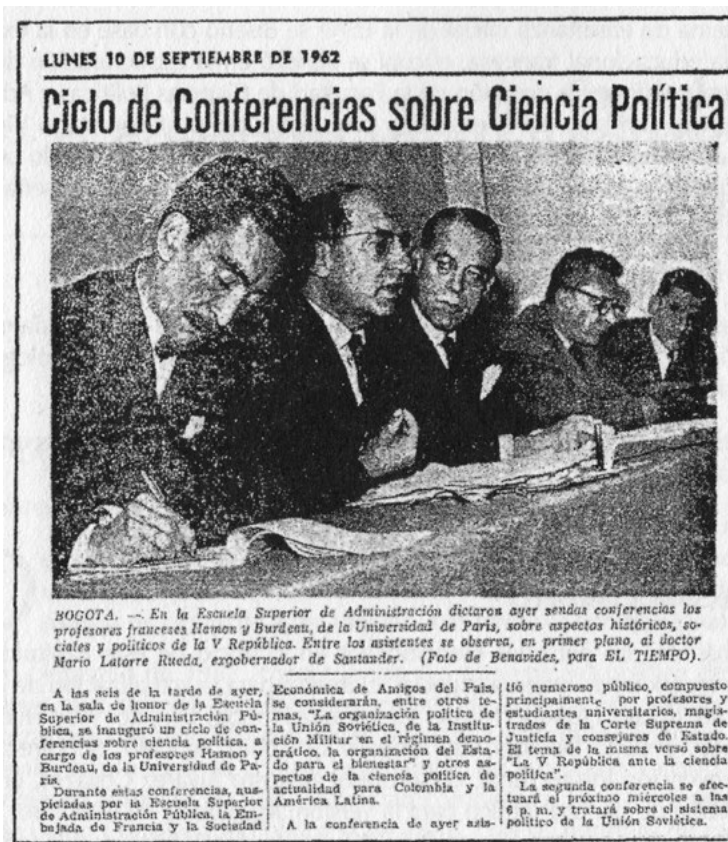 LUNES 10 DE SEPTIEMBRE DE 1962
Ciclo de Conferencias sobre Ciencia Política
BOGOTA. — En la Escuela Superior de Administración dictaron ayer sendas conferencias los
profesores franceses Hamon y Burdeau, de la Universidad de Paris, sobre aspectos históricos, so-
ciales y políticos de la V República. Entre los asistentes se observa, en primer plano, al doctor
Mario Latorre Rueda, exgobernador de Santander. (Foto de Benavides, para EL TIEMPO).
A las seis de la tarde de ayer,
en la sala de honor de la Escuela
Superior de Administración Pú-
blica, se inauguró un ciclo de con-
ferencias sobre ciencia política, a
cargo de los profesores Hamon y
Burdeau, de la Universidad de Pa-
rís.
Durante estas conferencias, aus-
piciadas por la Escuela Superior
de Administración Pública, la Em-
bajada de Francia y la Sociedad
Económica de Amigos del País,
se considerarán, entre otros te-
mas, "La organización política de
la Unión Soviética, de la Institu-
ción Militar en el régimen demo-
crático, la organización del Esta-
do para el bienestar" y otros as-
pectos de la ciencia política de
actualidad para Colombia y la
América Latina.
A la conferencia de ayer asis-
tió numeroso público, compuesto
principalmente por profesores y
estudiantes universitarios, magis-
trados de la Corte Suprema de
Justicia y consejeros de Estado.
El tema de la misma versó sobre
"La V República ante la ciencia
política".
La segunda conferencia se efec-
tuará el próximo miércoles a las
6 p. m. y tratará sobre el sistema
político de la Unión Soviética.